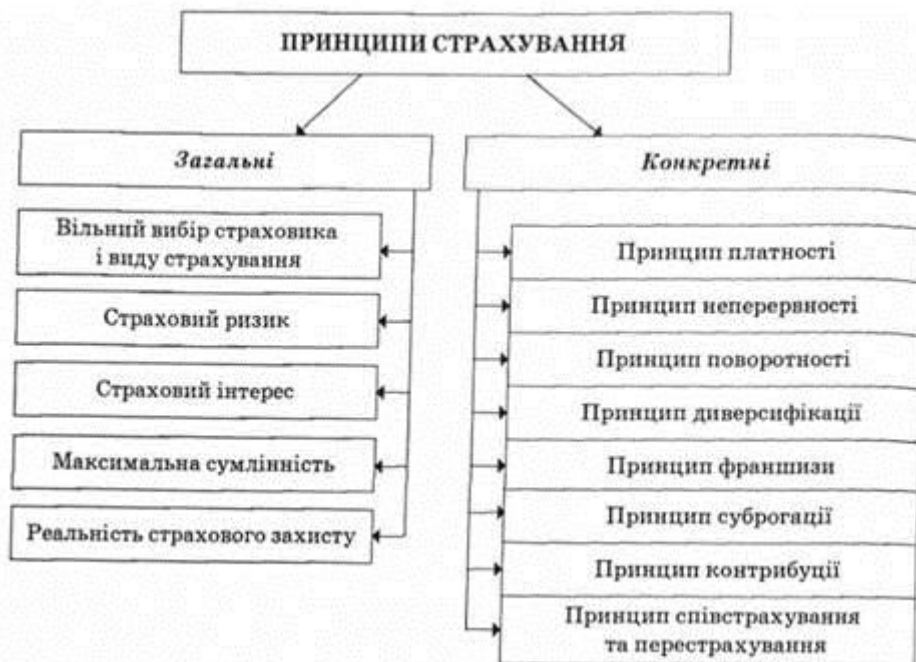 ПРИНЦИПИ СТРАХУВАННЯ
Загальні
Вільний вибір страховика
і виду страхування
Страховий ризик
Страховий інтерес
Максимальна сумлінність
Реальність страхового захисту
Конкретні
Принцип платності
Принцип неперервності
Принцип поворотності
Принцип диверсифікації
Принцип франшизи
Принцип суброгації
Принцип контрибуції
Принцип співстрахування
та перестрахування